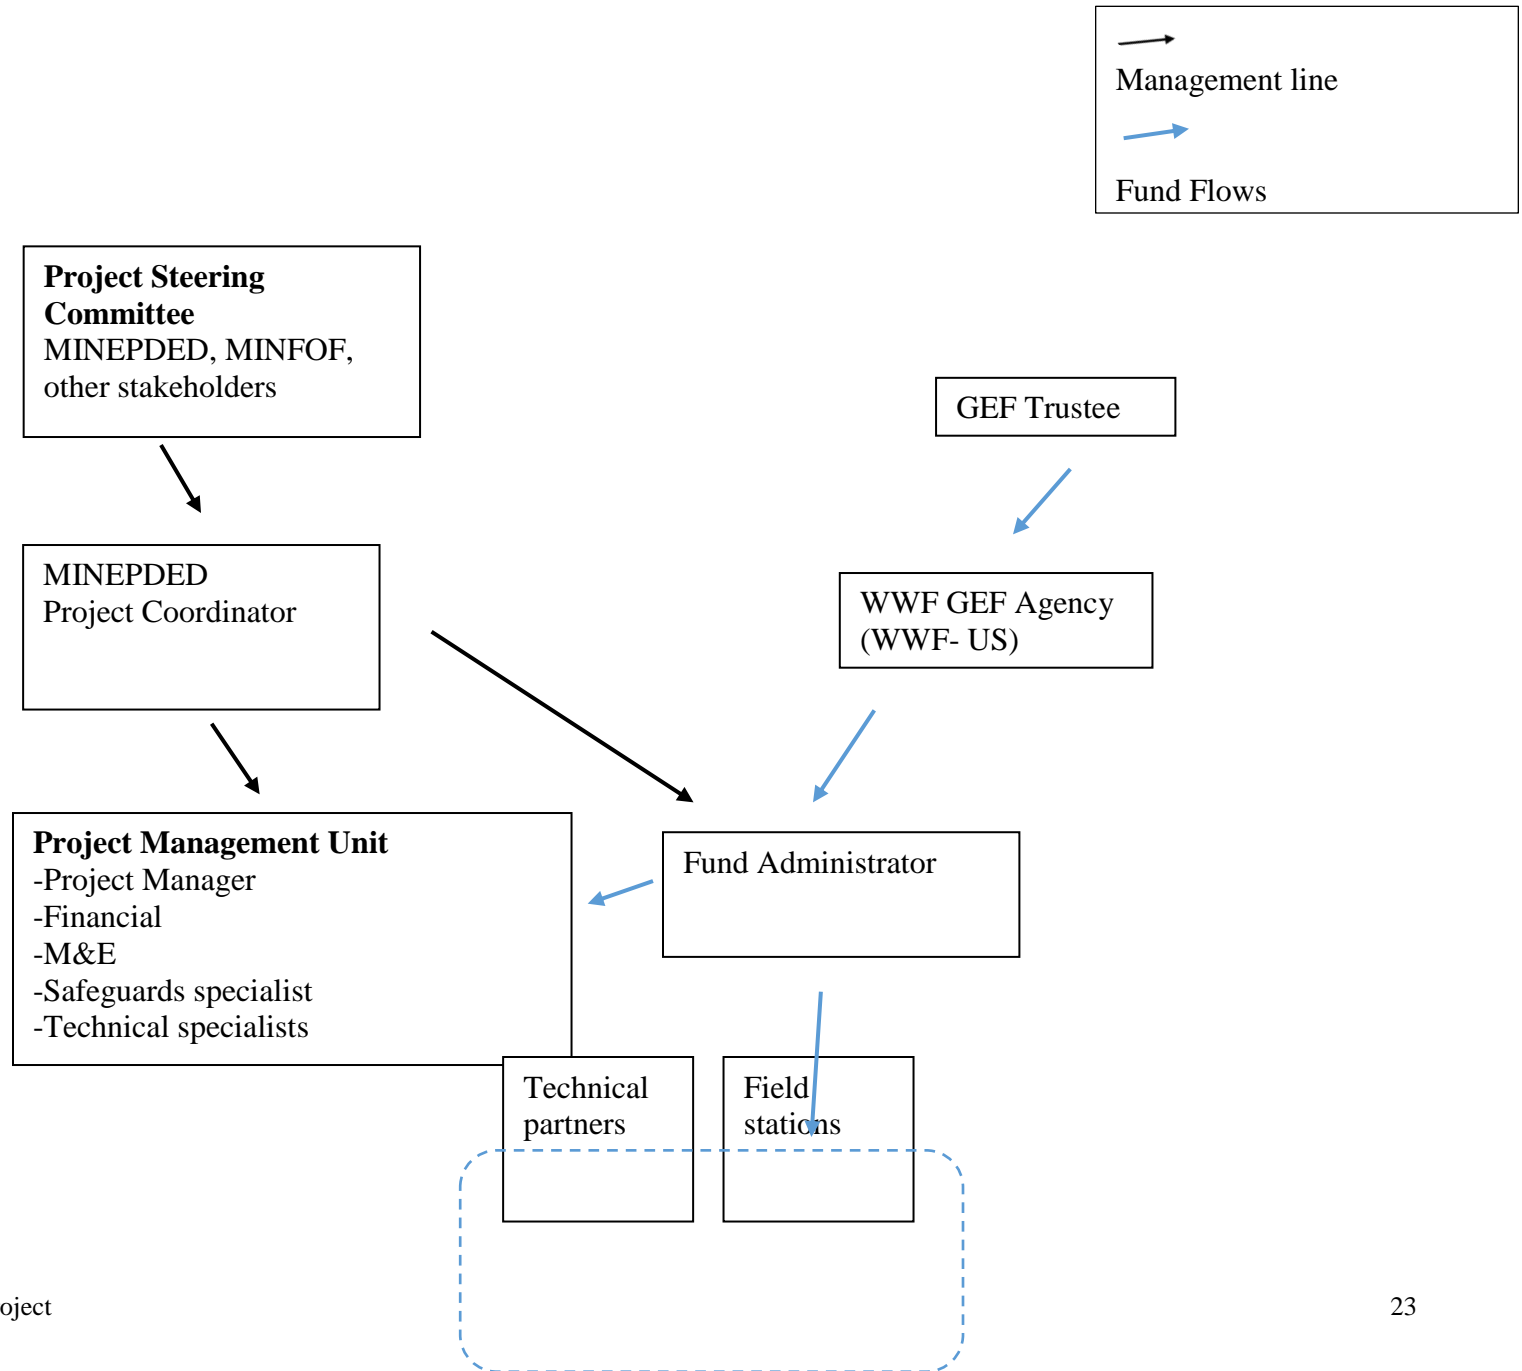 Management line
Fund Flows
Project Steering
Committee
MINEPDED, MINFOF,
other stakeholders
GEF Trustee
MINEPDED
Project Coordinator
WWF GEF Agency
(WWF- US)
Project Management Unit
-Project Manager
-Financial
-M&E
-Safeguards specialist
-Technical specialists
Fund Administrator
Technical
partners
Field
stations
oject
23